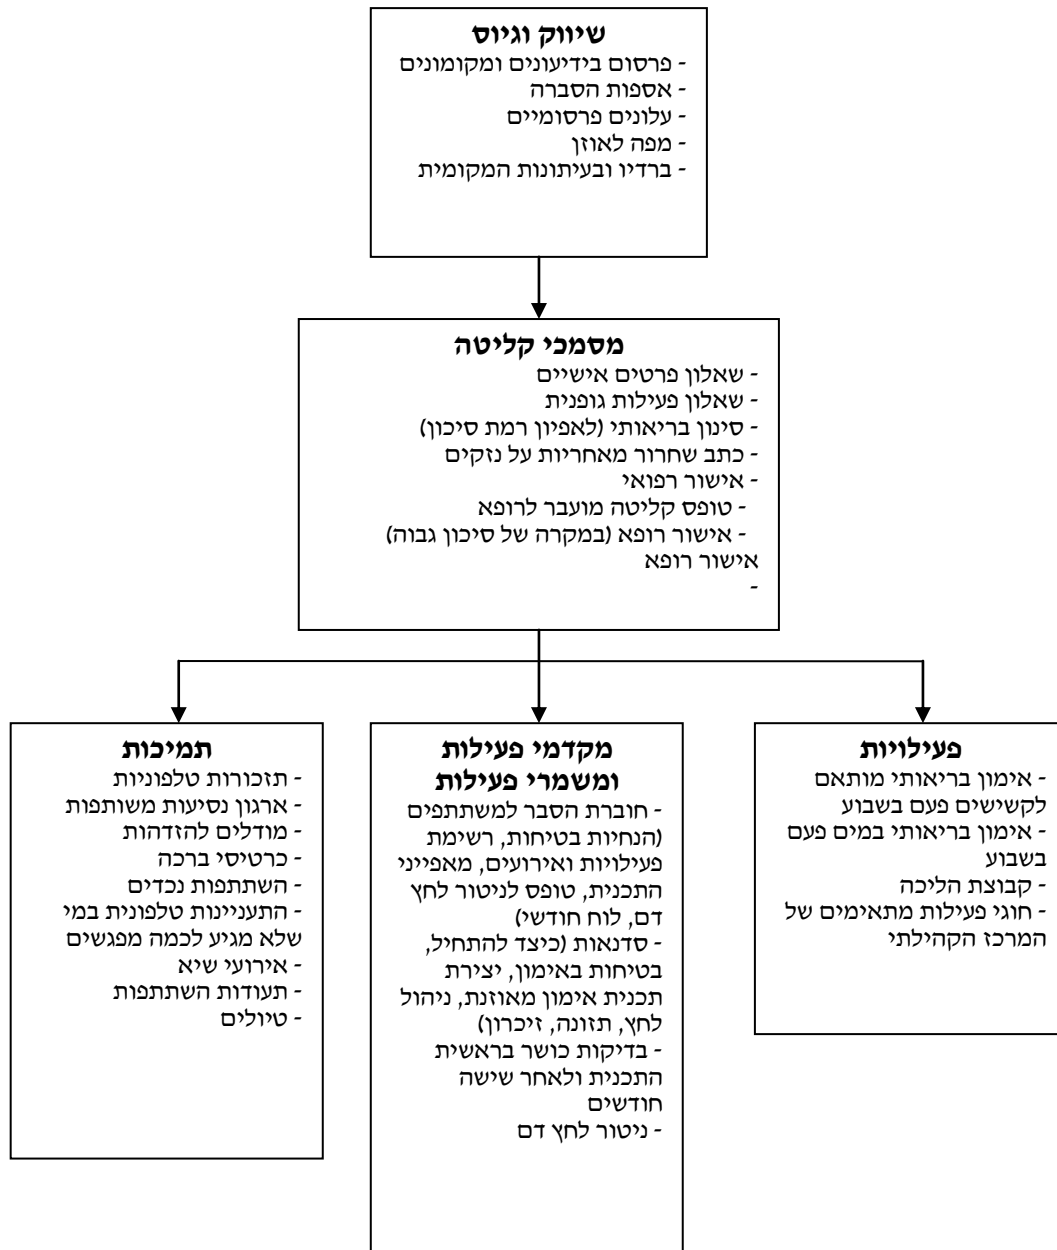 שיווק וגיוס
- פרסום בידיעונים ומקומונים
- אספות הסברה
- עלונים פרסומיים
- מפה לאוזן
- ברדיו ובעיתונות המקומית
מסמכי קליטה
- שאלון פרטים אישיים
- שאלון פעילות גופנית
- סינון בריאותי (לאפיון רמת סיכון)
- כתב שחרור מאחריות על נזקים
- אישור רפואי
- טופס קליטה מועבר לרופא
- אישור רופא (במקרה של סיכון גבוה)
אישור רופא
-
פעילויות
- אימון בריאותי מותאם
לקשישים פעם בשבוע
- אימון בריאותי במים פעם
בשבוע
- קבוצת הליכה
- חוגי פעילות מתאימים של
המרכז הקהילתי
מקדמי פעילות
ומשמרי פעילות
- חוברת הסבר למשתתפים
(הנחיות בטיחות, רשימת
פעילויות ואירועים, מאפייני
התכנית, טופס לניטור לחץ
דם, לוח חודשי)
- סדנאות (כיצד להתחיל,
בטיחות באימון, יצירת
תכנית אימון מאוזנת, ניהול
לחץ, תזונה, זיכרון)
- בדיקות כושר בראשית
התכנית ולאחר שישה
חודשים
- ניטור לחץ דם
תמיכות
- תזכורות טלפוניות
- ארגון נסיעות משותפות
- מודלים להזדהות
- כרטיסי ברכה
- השתתפות נכדים
- התעניינות טלפונית במי
שלא מגיע לכמה מפגשים
- אירועי שיא
- תעודות השתתפות
- טיולים